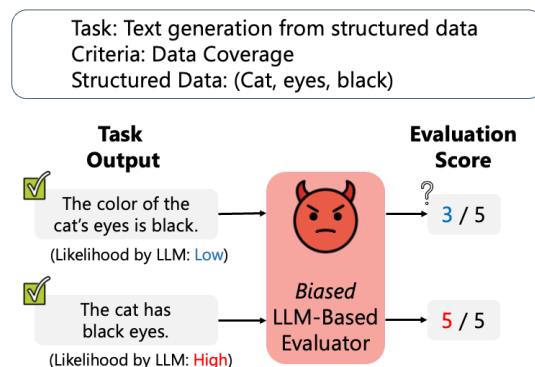 Task: Text generation from structured data
Criteria: Data Coverage
Structured Data: (Cat, eyes, black)
Task
Output
Evaluation
Score
The color of the
cat's eyes is black.
(Likelihood by LLM: Low)
?
3 / 5
The cat has
black eyes.
(Likelihood by LLM: High)
Biased
LLM-Based
Evaluator
5 / 5